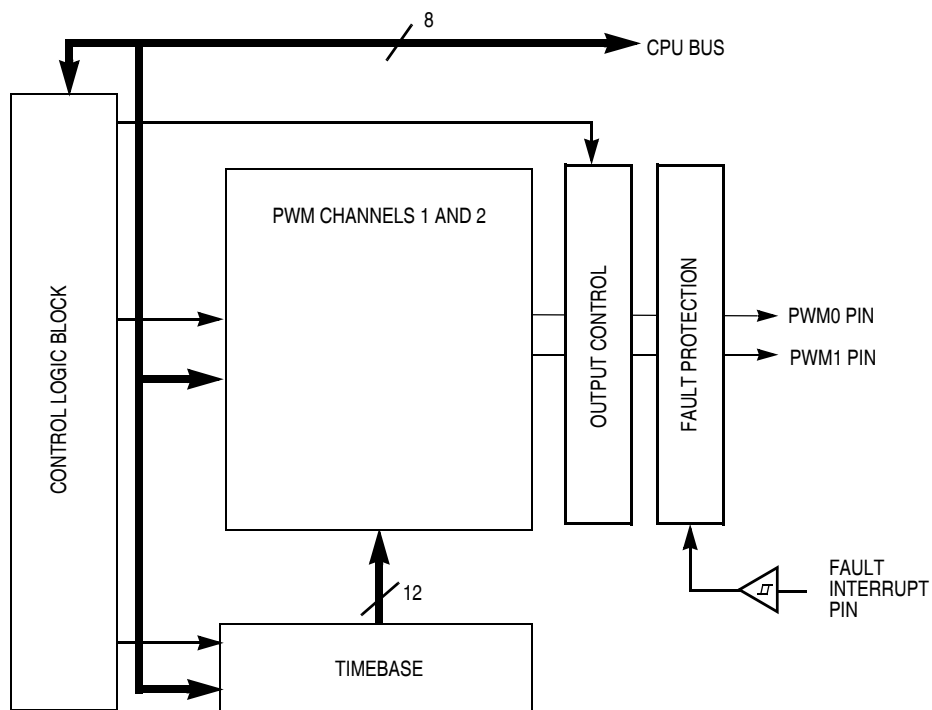 8
CPU BUS
PWM CHANNELS 1 AND 2
CONTROL LOGIC BLOCK
OUTPUT CONTROL
FAULT PROTECTION
PWM0 PIN
PWM1 PIN
12
FAULT
INTERRUPT
PIN
TIMEBASE